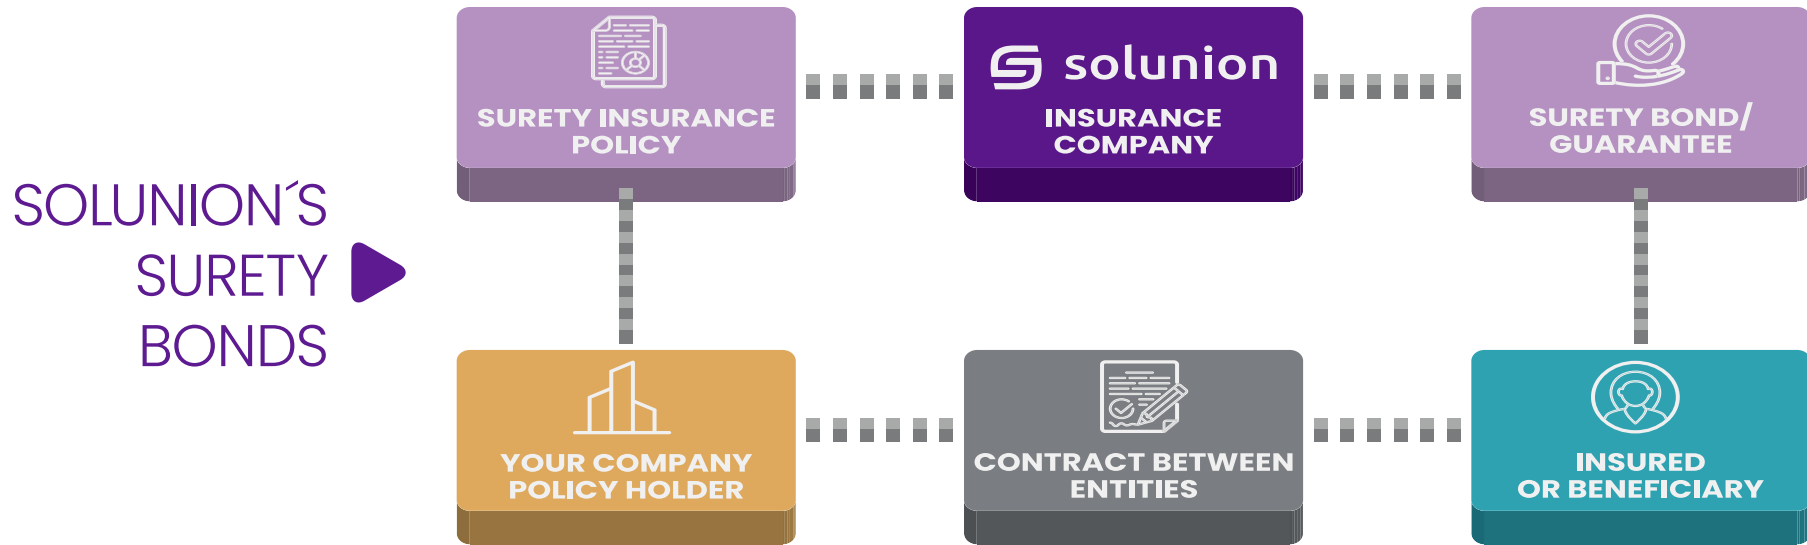 SOLUNION´S
SURETY
BONDS
SURETY INSURANCE
POLICY
solunion
INSURANCE
COMPANY
SURETY BOND/
GUARANTEE
YOUR COMPANY
POLICY HOLDER
CONTRACT BETWEEN
ENTITIES
INSURED
OR BENEFICIARY